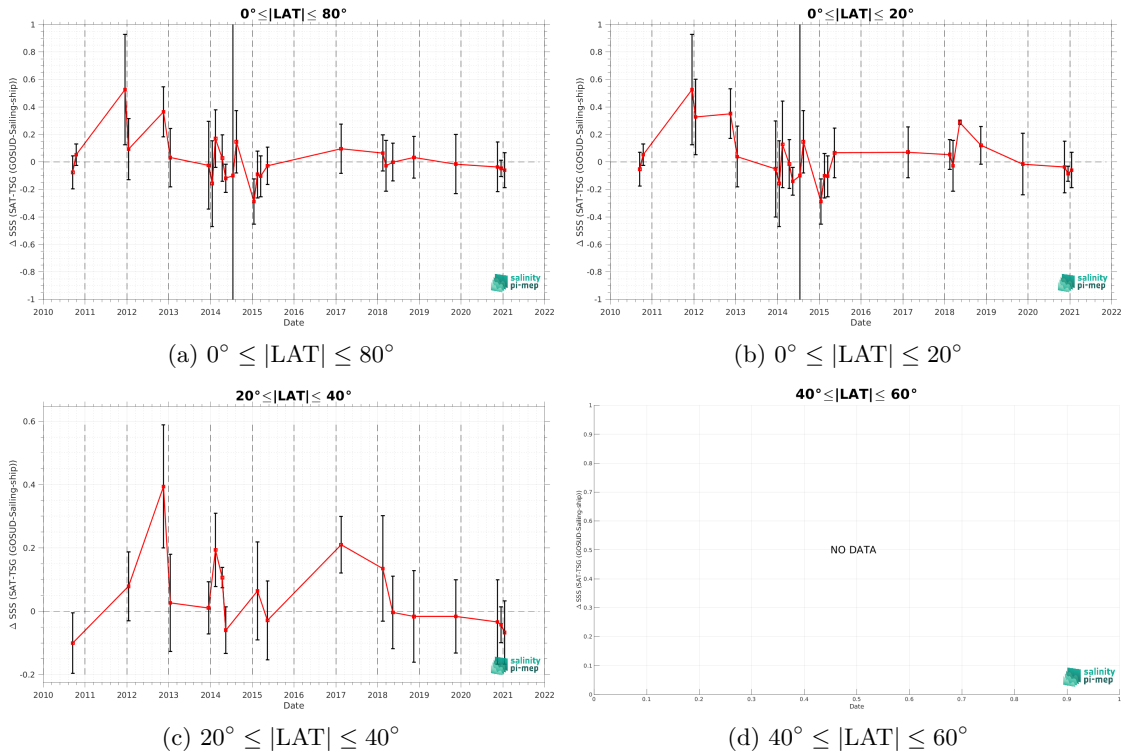 0°≤|LAT|≤ 80°
Δ SSS (SAT-TSG (GOSUD-Sailing-ship))
1
0.8
0.6
0.4
0.2
0
-0.2
-0.4
-0.6
-0.8
-1
2010 2011 2012 2013 2014 2015 2016 2017 2018 2019 2020 2021 2022
Date
salinity
pi-mep
(a) 0° ≤ |LAT| ≤ 80°
0°≤|LAT|≤ 20°
Δ SSS (SAT-TSG (GOSUD-Sailing-ship))
1
0.8
0.6
0.4
0.2
0
-0.2
-0.4
-0.6
-0.8
-1
2010 2011 2012 2013 2014 2015 2016 2017 2018 2019 2020 2021 2022
Date
salinity
pi-mep
(b) 0° ≤ |LAT| ≤ 20°
20°≤|LAT|≤ 40°
Δ SSS (SAT-TSG (GOSUD-Sailing-ship))
0.6
0.4
0.2
0
-0.2
2010 2011 2012 2013 2014 2015 2016 2017 2018 2019 2020 2021 2022
Date
salinity
pi-mep
(c) 20° ≤ |LAT| ≤ 40°
40°≤|LAT|≤ 60°
Δ SSS (SAT-TSG (GOSUD-Sailing-ship))
1
0.9
0.8
0.7
0.6
0.5
0.4
0.3
0.2
0.1
0
NO DATA
0 0.1 0.2 0.3 0.4 0.5 0.6 0.7 0.8 0.9 1
Date
salinity
pi-mep
(d) 40° ≤ |LAT| ≤ 60°